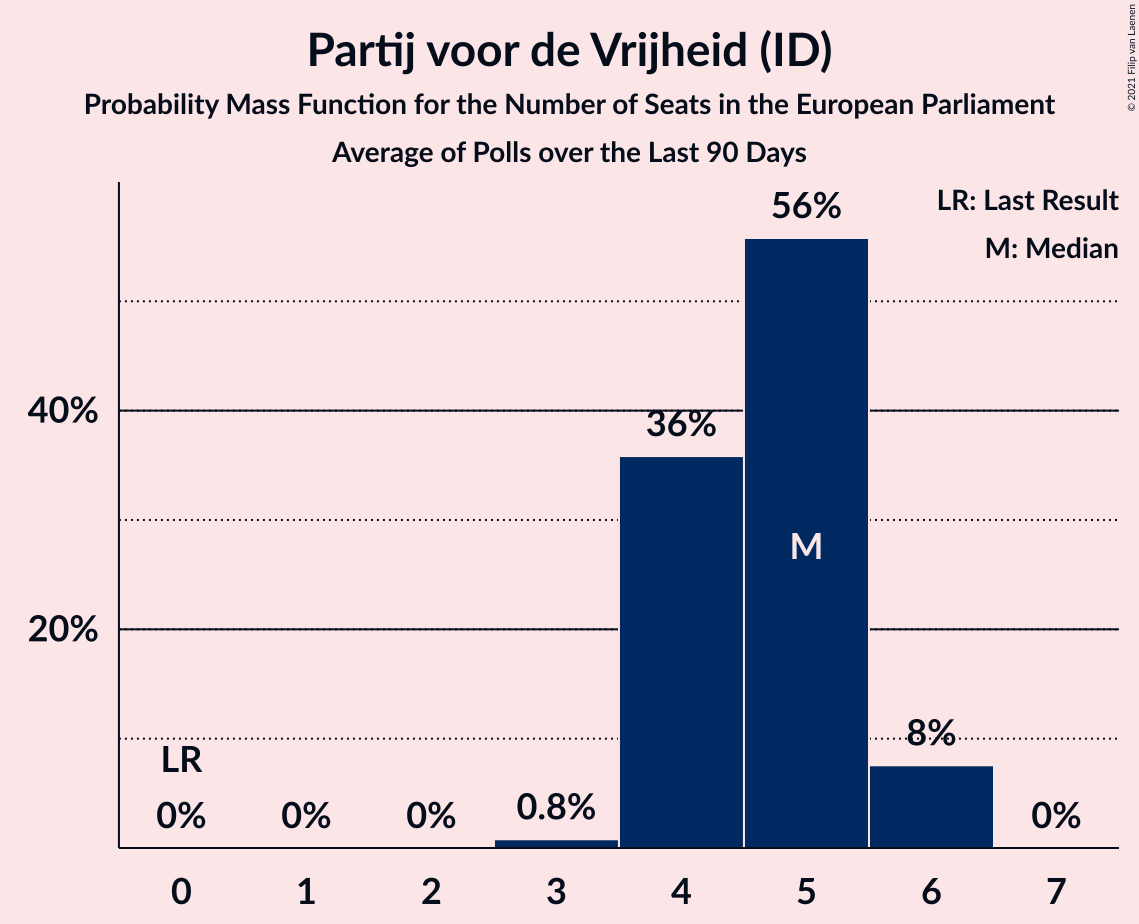 Partij voor de Vrijheid (ID)
Probability Mass Function for the Number of Seats in the European Parliament
Average of Polls over the Last 90 Days
© 2021 Filip van Laenen
LR: Last Result
M: Median
56%
40%
36%
M
20%
8%
LR
0%
0%
0%
0.8%
0%
0
1
2
3
4
5
6
7